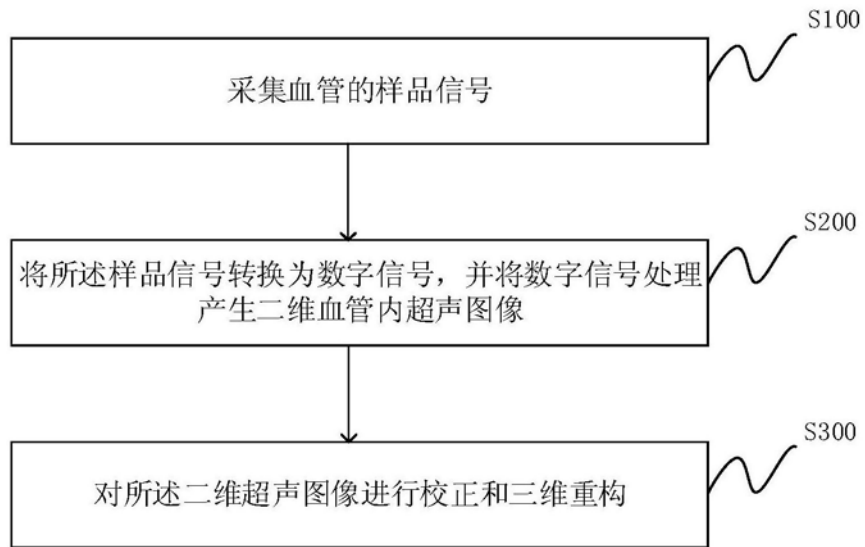 S100
采集血管的样品信号
S200
将所述样品信号转换为数字信号，并将数字信号处理
产生二维血管内超声图像
S300
对所述二维超声图像进行校正和三维重构